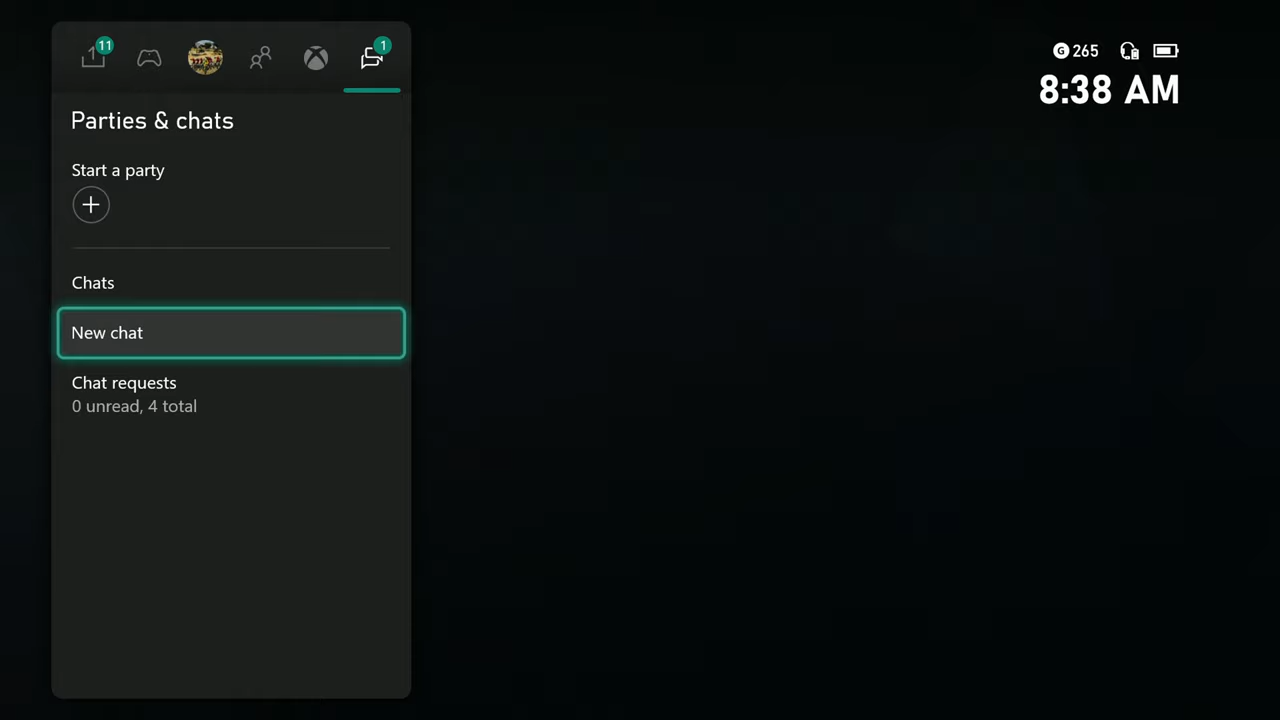 11
1
G 265
8:38 AM
Parties & chats
Start a party
Chats
New chat
Chat requests
0 unread, 4 total